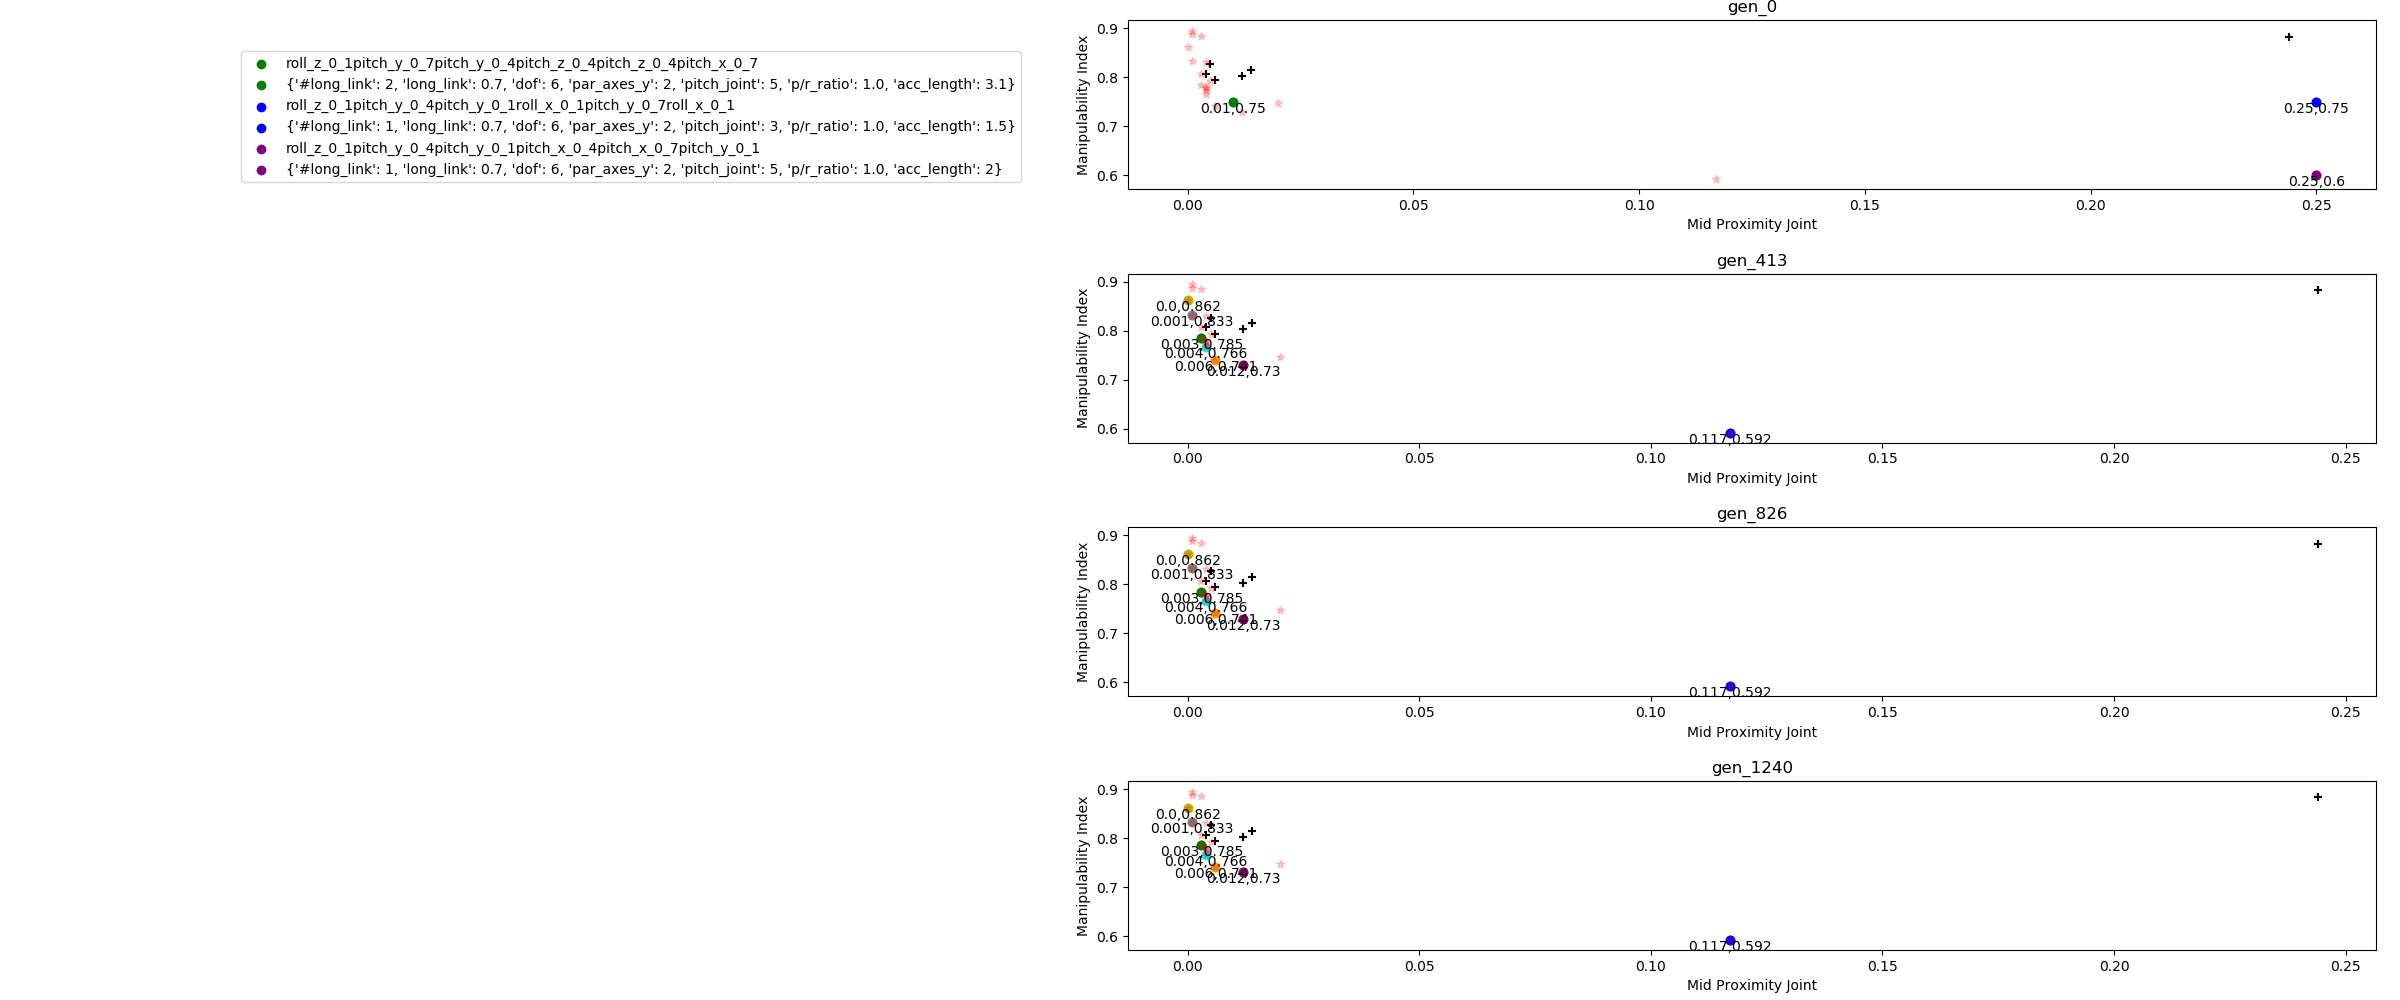 roll_z_0_1pitch_y_0_7pitch_y_0_4pitch_z_0_4pitch_z_0_4pitch_x_0_7
{'#long_link': 2, 'long_link': 0.7, 'dof': 6, 'par_axes_y': 2, 'pitch_joint': 5, 'p/r_ratio': 1.0, 'acc_length': 3.1}
roll_z_0_1pitch_y_0_4pitch_y_0_1roll_x_0_1pitch_y_0_7roll_x_0_1
{'#long_link': 1, 'long_link': 0.7, 'dof': 6, 'par_axes_y': 2, 'pitch_joint': 3, 'p/r_ratio': 1.0, 'acc_length': 1.5}
roll_z_0_1pitch_y_0_4pitch_y_0_1pitch_x_0_4pitch_x_0_7pitch_y_0_1
{'#long_link': 1, 'long_link': 0.7, 'dof': 6, 'par_axes_y': 2, 'pitch_joint': 5, 'p/r_ratio': 1.0, 'acc_length': 2}
gen_0
Manipulability Index
0.9
0.8
0.7
0.6
0.01,0.75
0.25,0.75
0.25,0.6
0.00 0.05 0.10 0.15 0.20 0.25
Mid Proximity Joint
gen_413
Manipulability Index
0.9
0.8
0.7
0.6
0.0,0.862
0.001,0.833
0.003,0.785
0.004,0.766
0.006,0.741
0.012,0.73
0.117,0.592
0.00 0.05 0.10 0.15 0.20 0.25
Mid Proximity Joint
gen_826
Manipulability Index
0.9
0.8
0.7
0.6
0.0,0.862
0.001,0.833
0.003,0.785
0.004,0.766
0.006,0.741
0.012,0.73
0.117,0.592
0.00 0.05 0.10 0.15 0.20 0.25
Mid Proximity Joint
gen_1240
Manipulability Index
0.9
0.8
0.7
0.6
0.0,0.862
0.001,0.833
0.003,0.785
0.004,0.766
0.006,0.741
0.012,0.73
0.117,0.592
0.00 0.05 0.10 0.15 0.20 0.25
Mid Proximity Joint